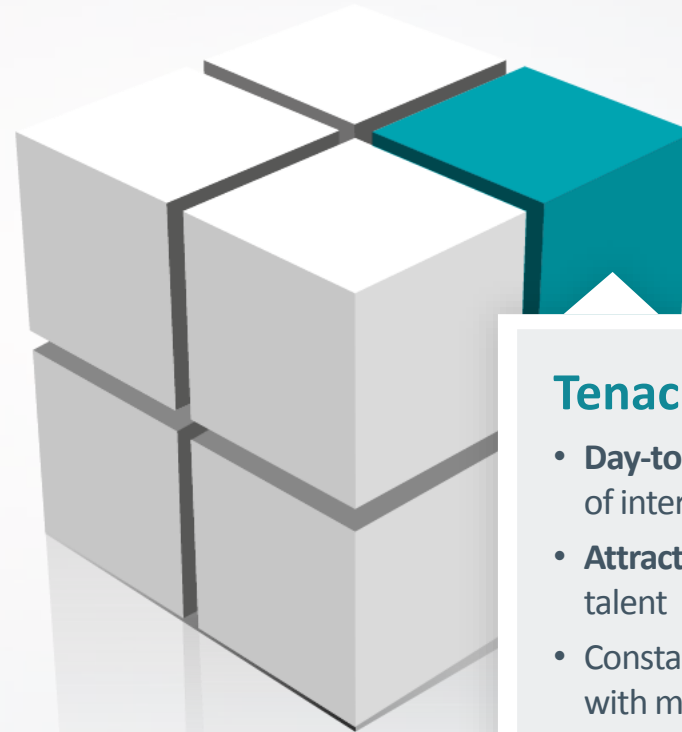 Tenac
• Day-to
of inter
• Attract
talent
• Consta
with m